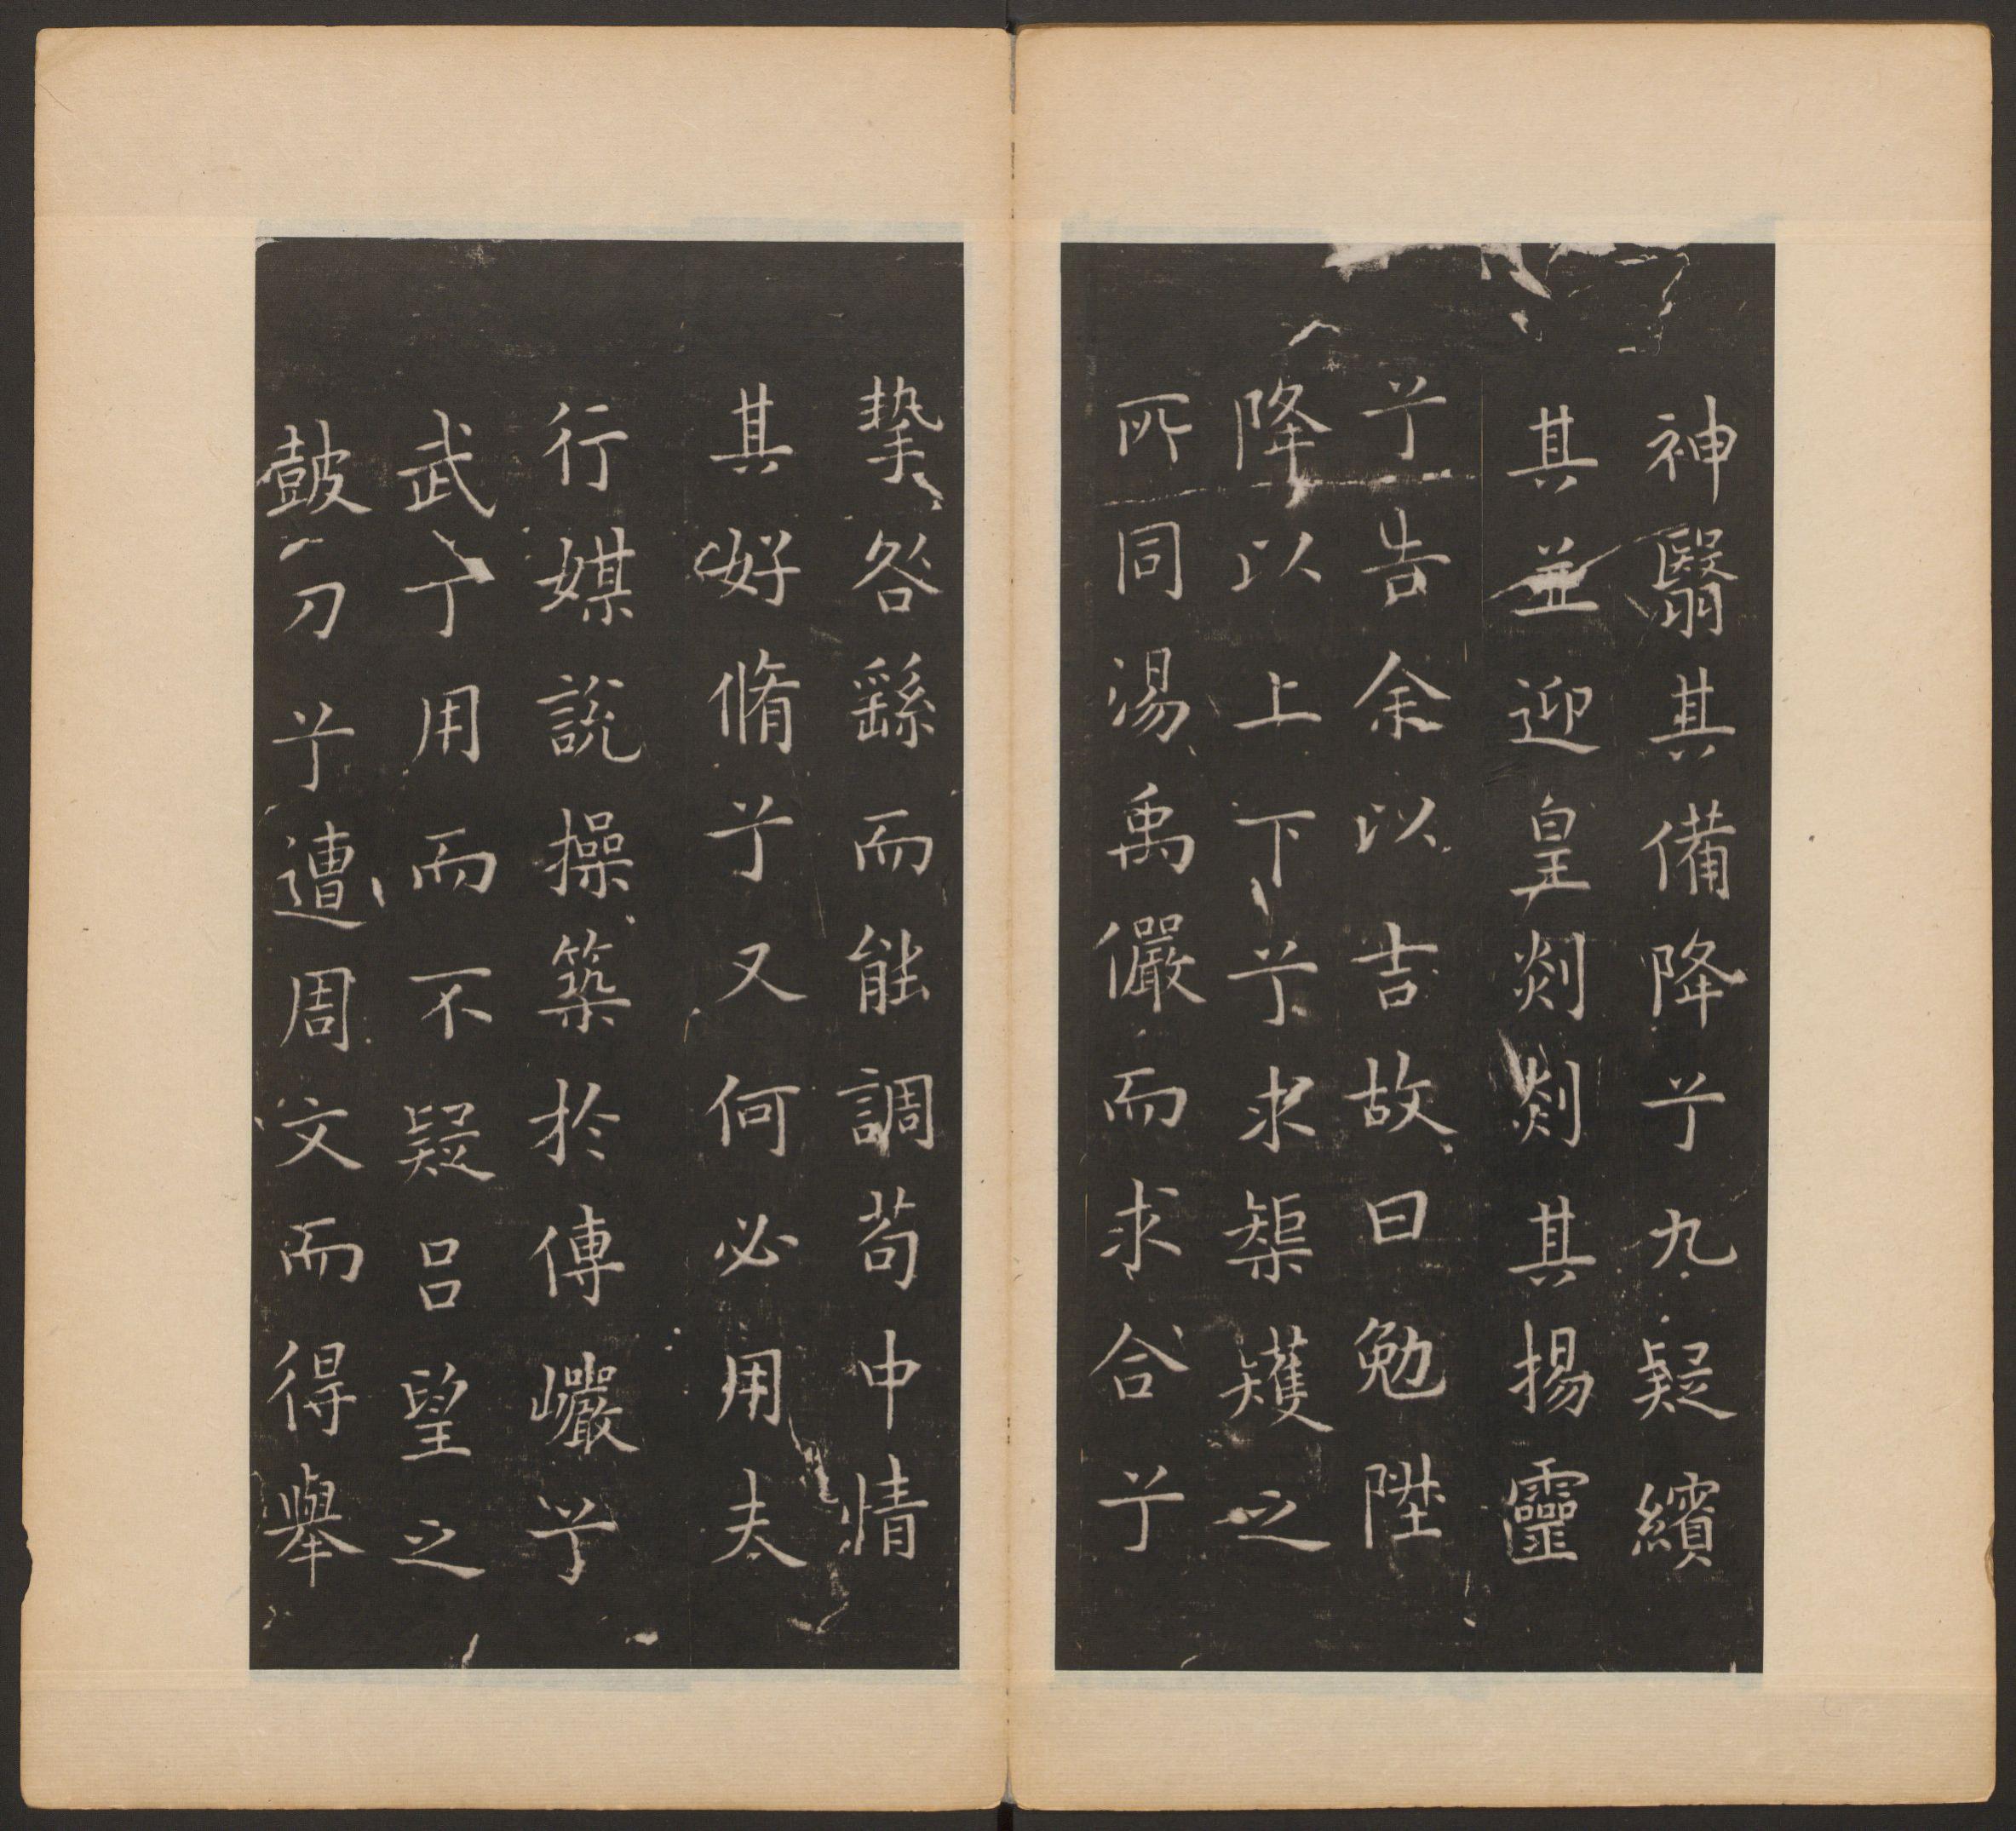 神翳其備降兮九疑繽
其並迎皇剡剡其揚靈
兮告余以吉故曰勉陞
降以上下兮求榘矱之
所同湯禹儼而求合兮
摯咎繇而能調苟中情
其好脩兮又何必用夫
行媒說操築於傅巖兮
武丁用而不疑呂望之
鼓刀兮遭周文而得舉